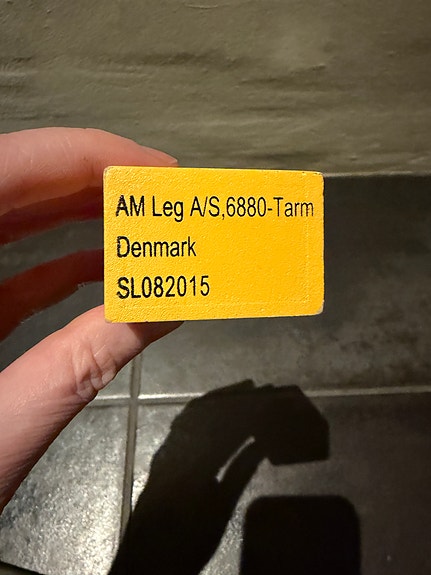 AM Leg A/S,6880-Tarm
Denmark
SL082015